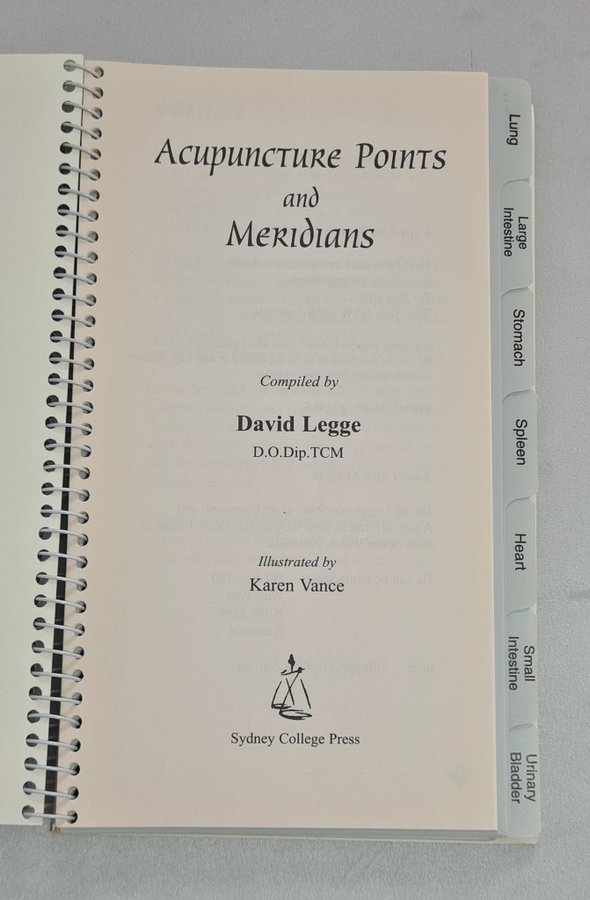 Acupuncture Points
and
Meridians
Compiled by
David Legge
D.O.Dip.TCM
Illustrated by
Karen Vance
Sydney College Press
Lung
Large
Intestine
Stomach
Spleen
Heart
Small
Intestine
Urinary
Bladder